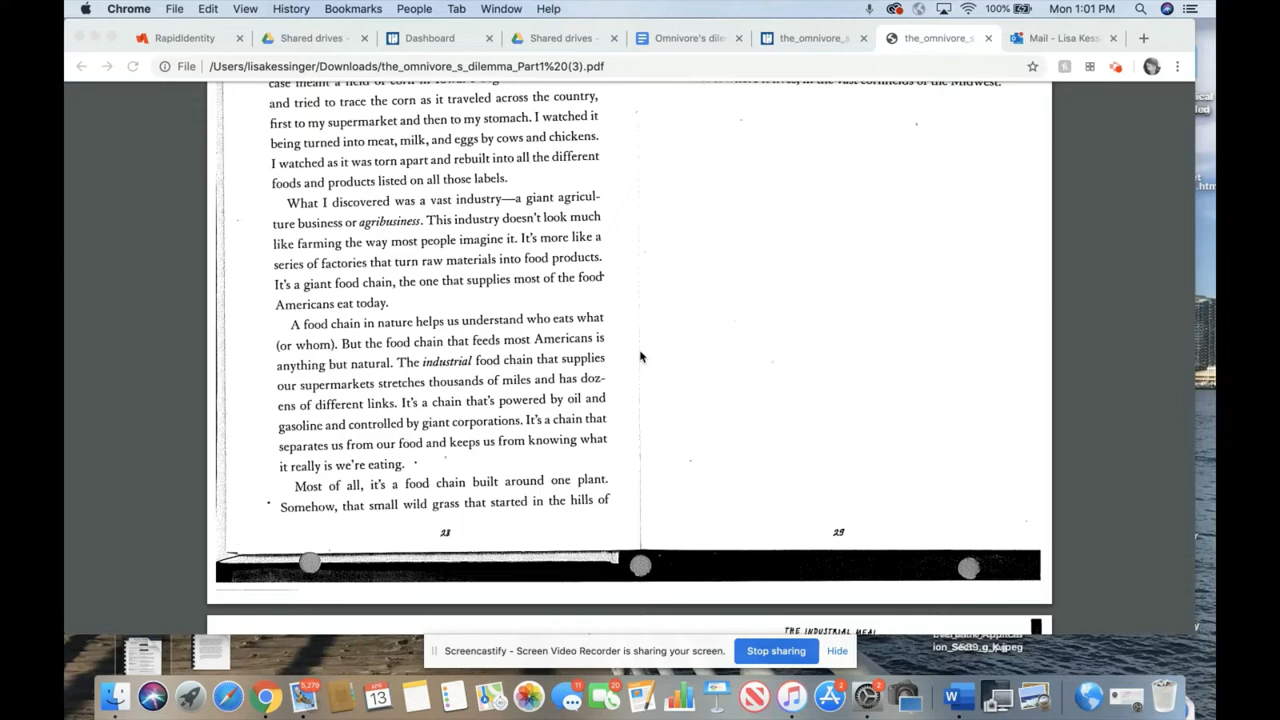 Chrome File Edit View History Bookmarks People Tab Window Help 100% Mon 1:01 PM
RapidIdentity × Shared drives - × Dashboard × Shared drives - × Omnivore's dile × the_omnivore_s × the_omnivore_s × Mail - Lisa Kess ×
File /Users/lisakessinger/Downloads/the_omnivore_s_dilemma_Part1%20(3).pdf
and tried to trace the corn as it traveled across the country,
first to my supermarket and then to my stomach. I watched it
being turned into meat, milk, and eggs by cows and chickens.
I watched as it was torn apart and rebuilt into all the different
foods and products listed on all those labels.
What I discovered was a vast industry—a giant agricul-
ture business or agribusiness. This industry doesn't look much
like farming the way most people imagine it. It's more like a
series of factories that turn raw materials into food products.
It's a giant food chain, the one that supplies most of the food
Americans eat today.
A food chain in nature helps us understand who eats what
(or whom). But the food chain that feeds most Americans is
anything but natural. The industrial food chain that supplies
our supermarkets stretches thousands of miles and has doz-
ens of different links. It's a chain that's powered by oil and
gasoline and controlled by giant corporations. It's a chain that
separates us from our food and keeps us from knowing what
it really is we're eating.
Most of all, it's a food chain built around one plant.
Somehow, that small wild grass that started in the hills of
28
29
THE INDUSTRIAL MEAL
ion_Se39.g_K.jpeg
Screencastify - Screen Video Recorder is sharing your screen. Stop sharing Hide
5,279
APR
13
11
20
2
2